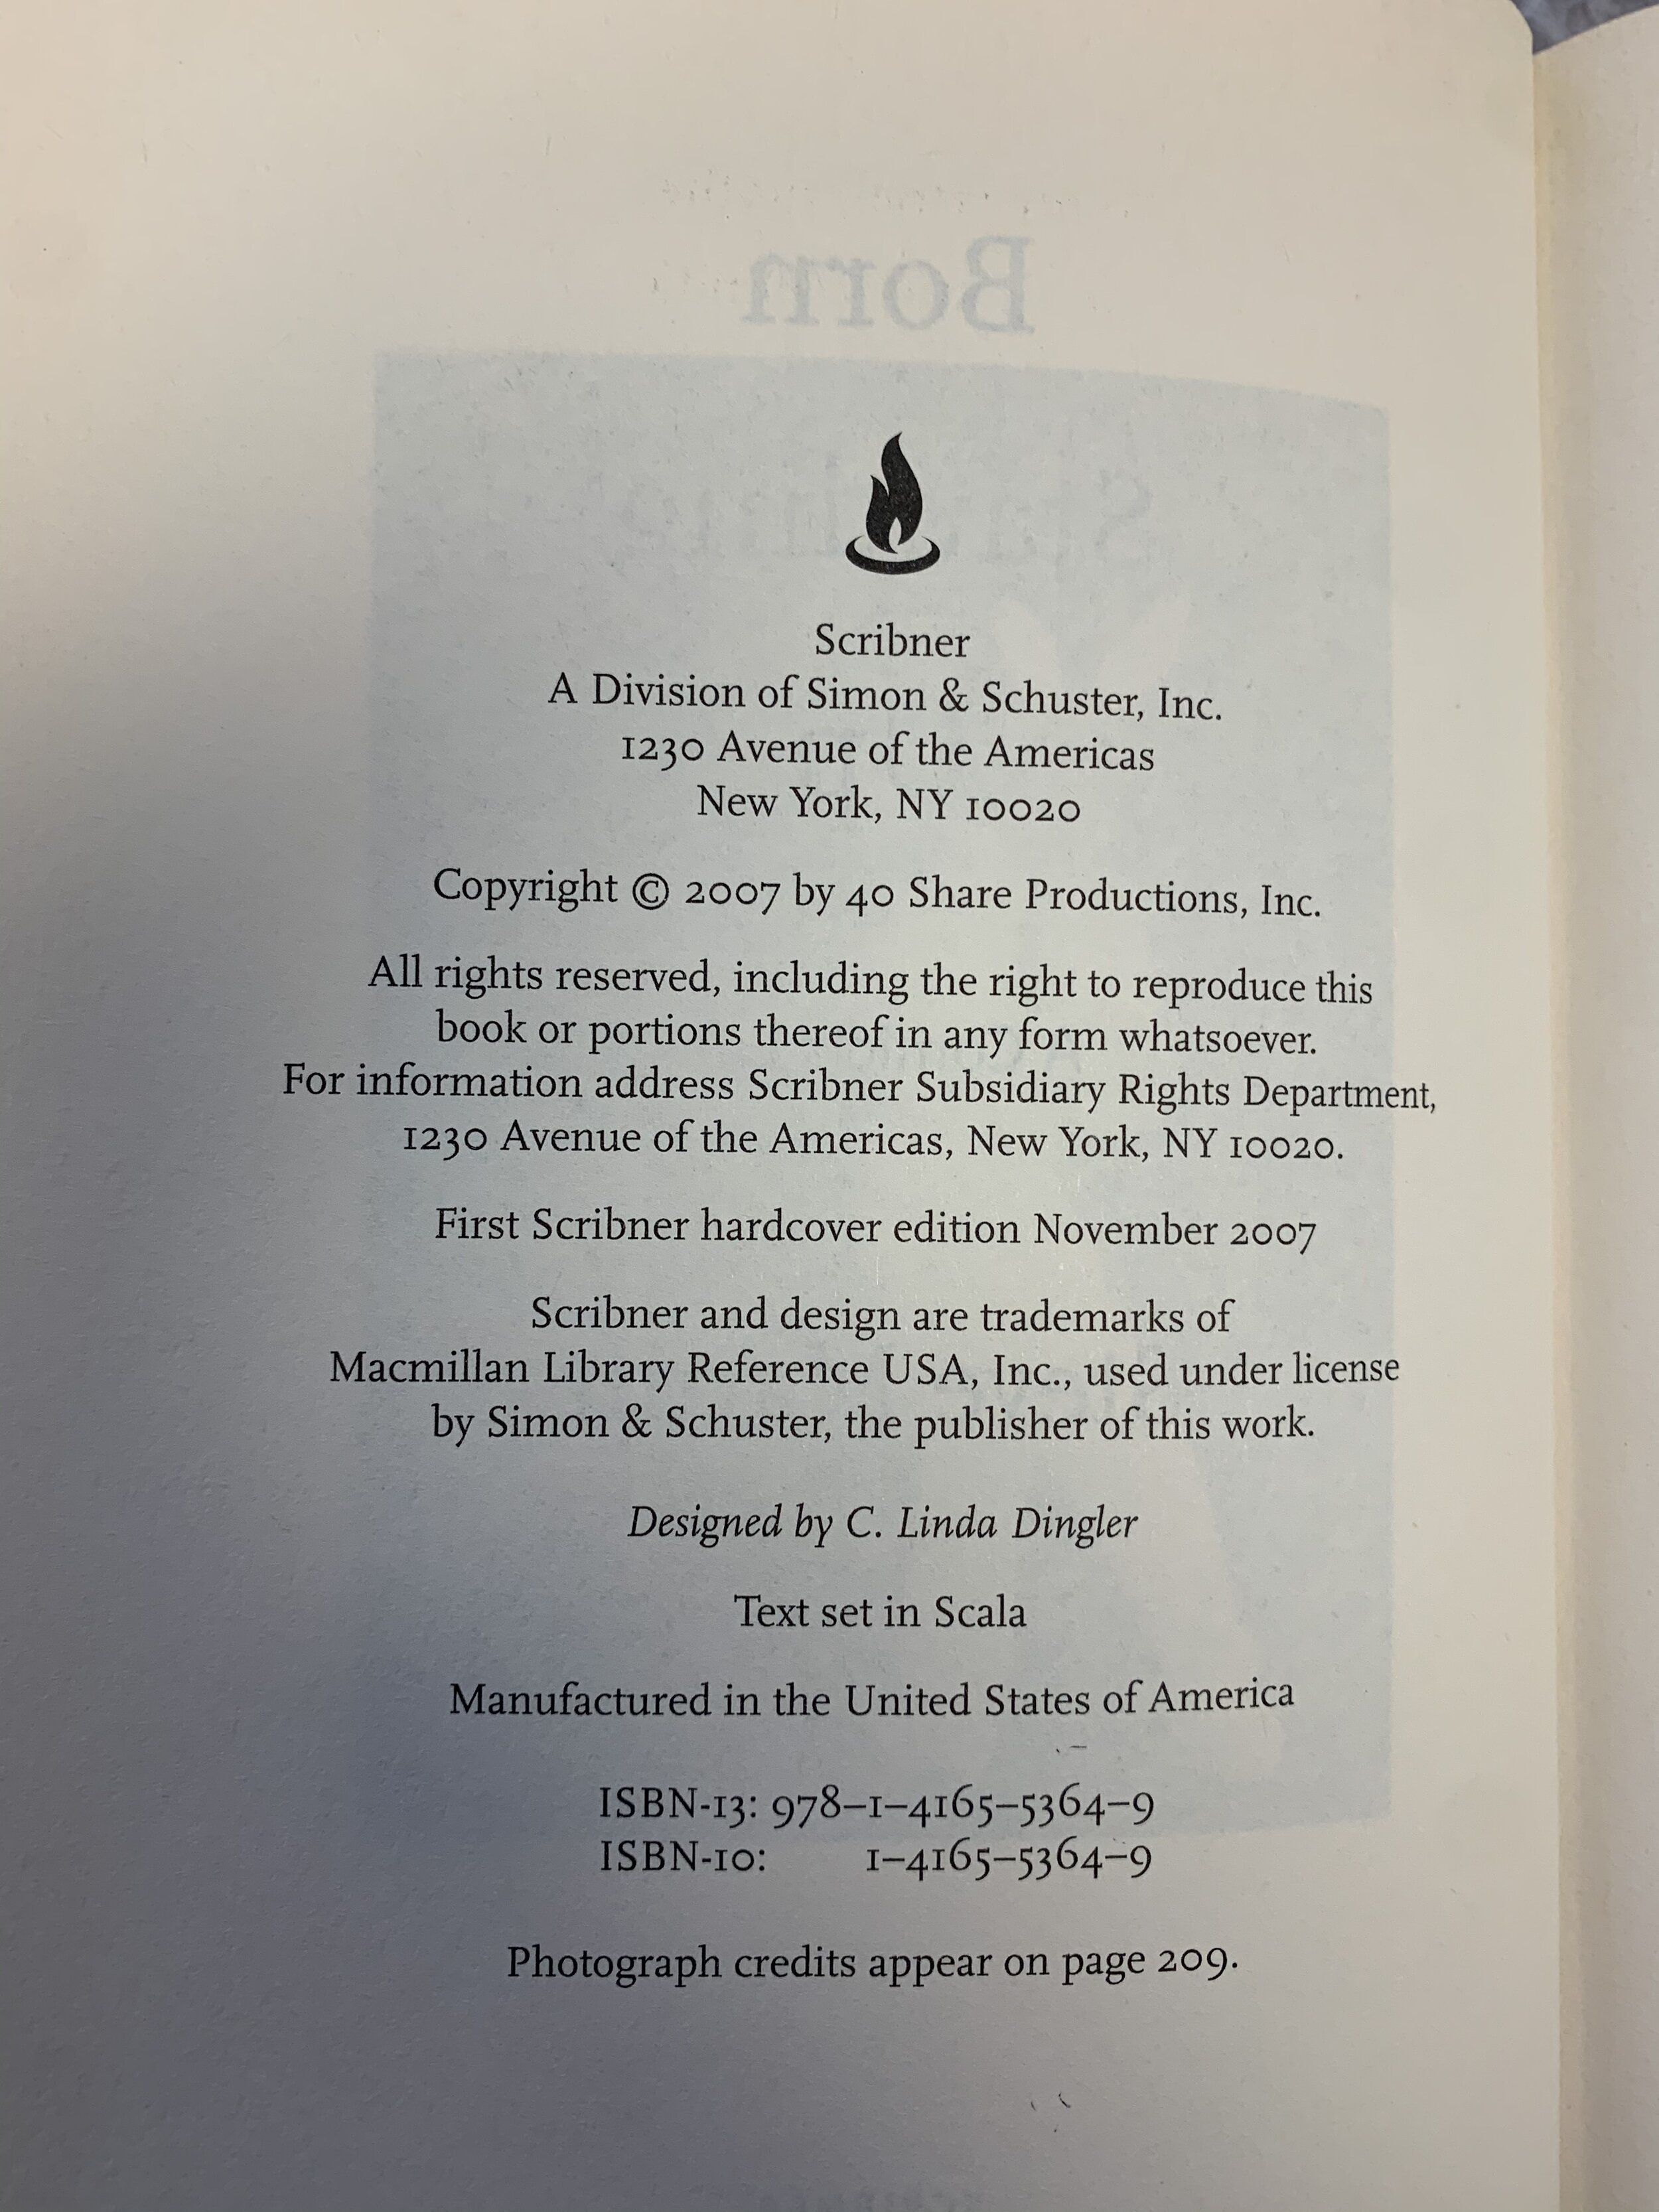 Born
Scribner
A Division of Simon & Schuster, Inc.
1230 Avenue of the Americas
New York, NY 10020
Copyright © 2007 by 40 Share Productions, Inc.
All rights reserved, including the right to reproduce this
book or portions thereof in any form whatsoever.
For information address Scribner Subsidiary Rights Department,
1230 Avenue of the Americas, New York, NY 10020.
First Scribner hardcover edition November 2007
Scribner and design are trademarks of
Macmillan Library Reference USA, Inc., used under license
by Simon & Schuster, the publisher of this work.
Designed by C. Linda Dingler
Text set in Scala
Manufactured in the United States of America
ISBN-13: 978–1–4165–5364–9
ISBN-10: 1–4165–5364–9
Photograph credits appear on page 209.